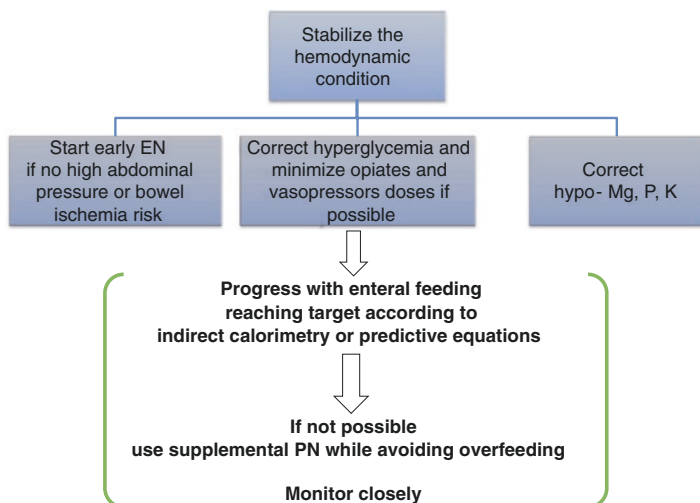 Stabilize the
hemodynamic
condition
Start early EN
if no high abdominal
pressure or bowel
ischemia risk
Correct hyperglycemia and
minimize opiates and
vasopressors doses if
possible
Correct
hypo- Mg, P, K
Progress with enteral feeding
reaching target according to
indirect calorimetry or predictive equations
If not possible
use supplemental PN while avoiding overfeeding
Monitor closely